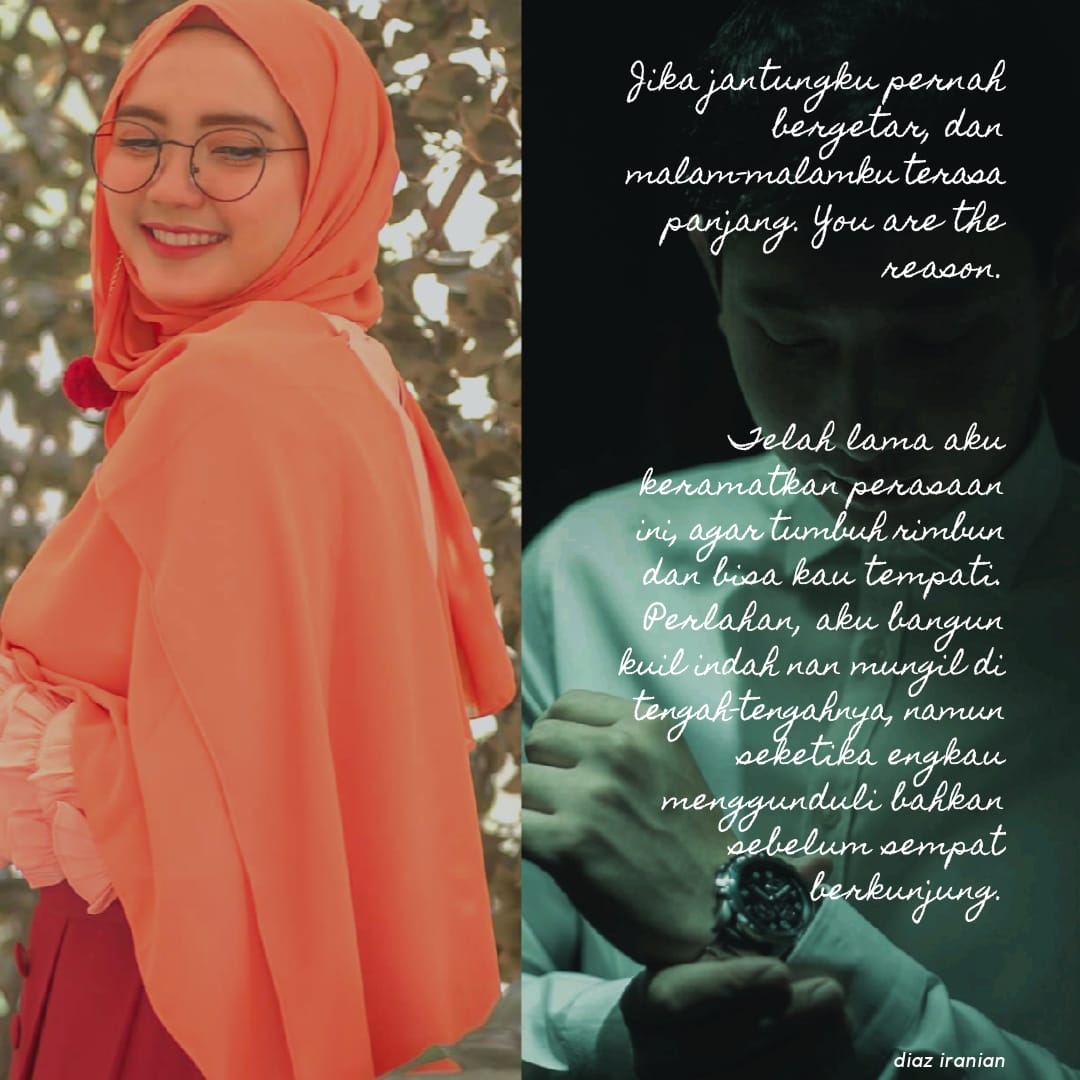 Jika jantungku pernah
bergetar, dan
malam-malamku terasa
panjang. You are the
reason.
Telah lama aku
keramatkan perasaan
ini, agar tumbuh rimbun
dan bisa kau tempati.
Perlahan, aku bangun
kuil indah nan mungil di
tengah-tengahnya, namun
seketika engkau
menggunduli bahkan
sebelum sempat
berkunjung.
diaz iranian